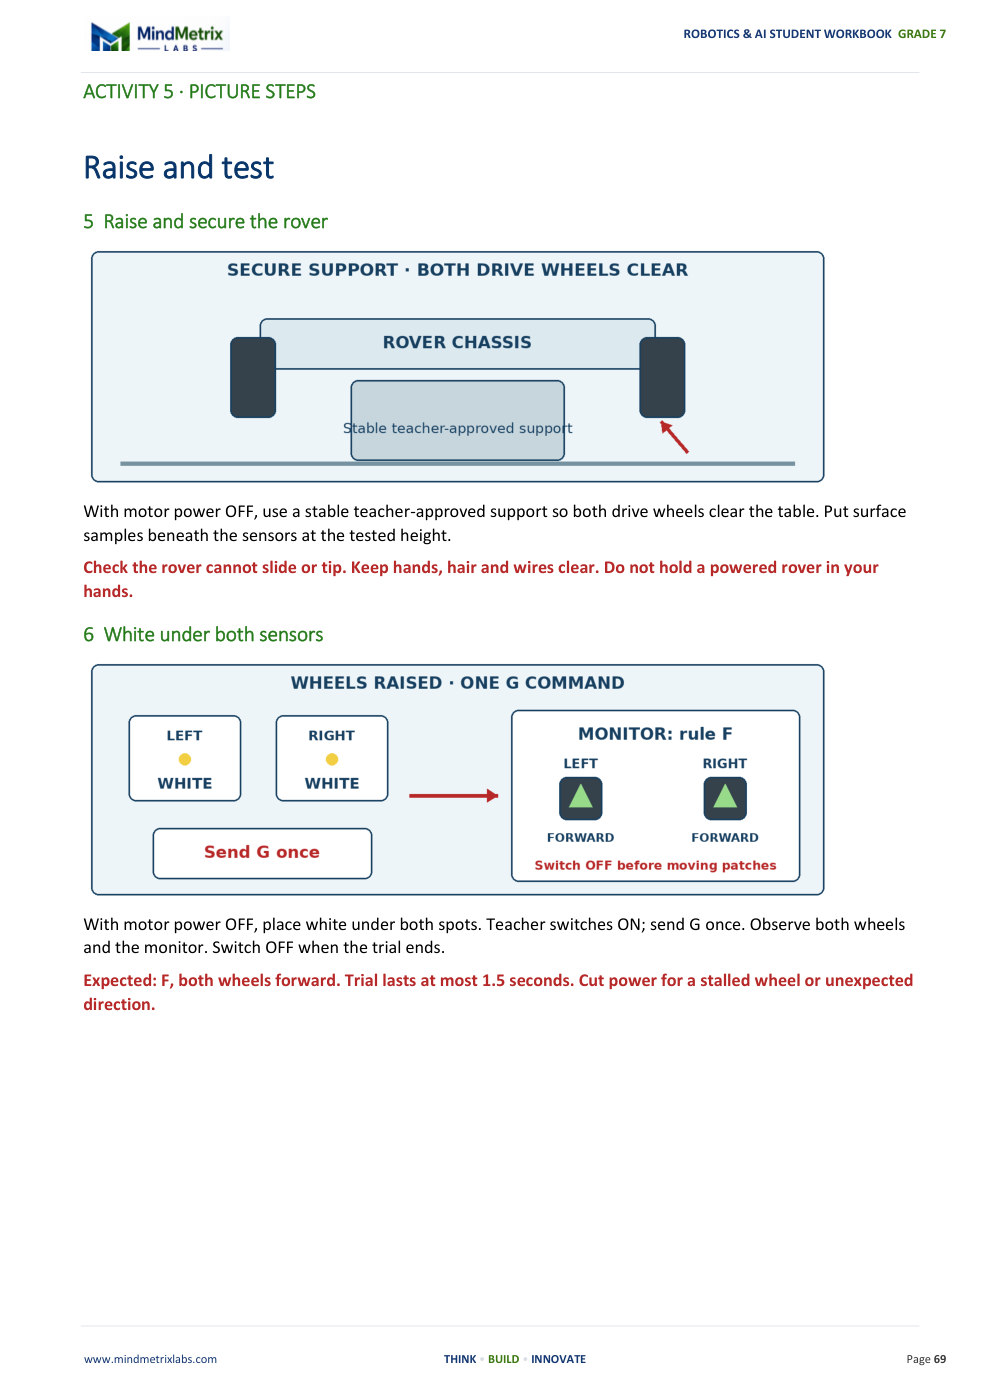 MindMetrix
LABS
ROBOTICS & AI STUDENT WORKBOOK GRADE 7
ACTIVITY 5 · PICTURE STEPS
Raise and test
5 Raise and secure the rover
SECURE SUPPORT · BOTH DRIVE WHEELS CLEAR
ROVER CHASSIS
Stable teacher-approved support
With motor power OFF, use a stable teacher-approved support so both drive wheels clear the table. Put surface
samples beneath the sensors at the tested height.
Check the rover cannot slide or tip. Keep hands, hair and wires clear. Do not hold a powered rover in your
hands.
6 White under both sensors
WHEELS RAISED · ONE G COMMAND
LEFT
WHITE
RIGHT
WHITE
Send G once
MONITOR: rule F
LEFT RIGHT
FORWARD FORWARD
Switch OFF before moving patches
With motor power OFF, place white under both spots. Teacher switches ON; send G once. Observe both wheels
and the monitor. Switch OFF when the trial ends.
Expected: F, both wheels forward. Trial lasts at most 1.5 seconds. Cut power for a stalled wheel or unexpected
direction.
www.mindmetrixlabs.com
THINK • BUILD • INNOVATE
Page 69